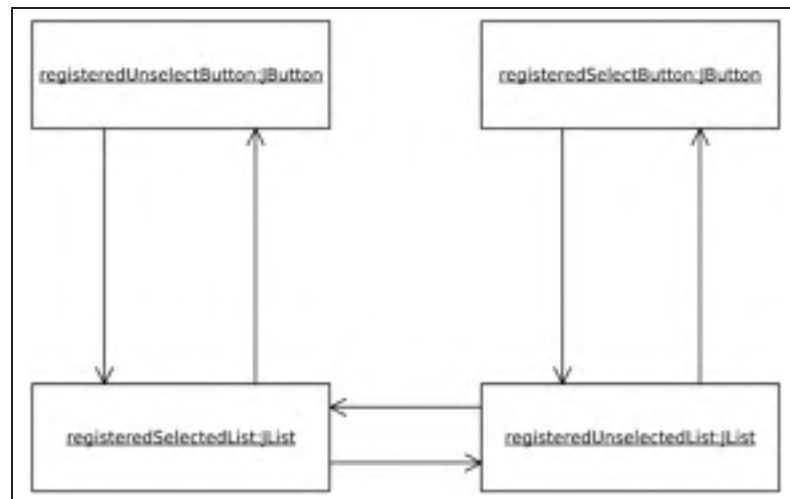 registeredUnselectButton:JButton
registeredSelectButton:JButton
registeredSelectedList:JList
registeredUnselectedList:JList